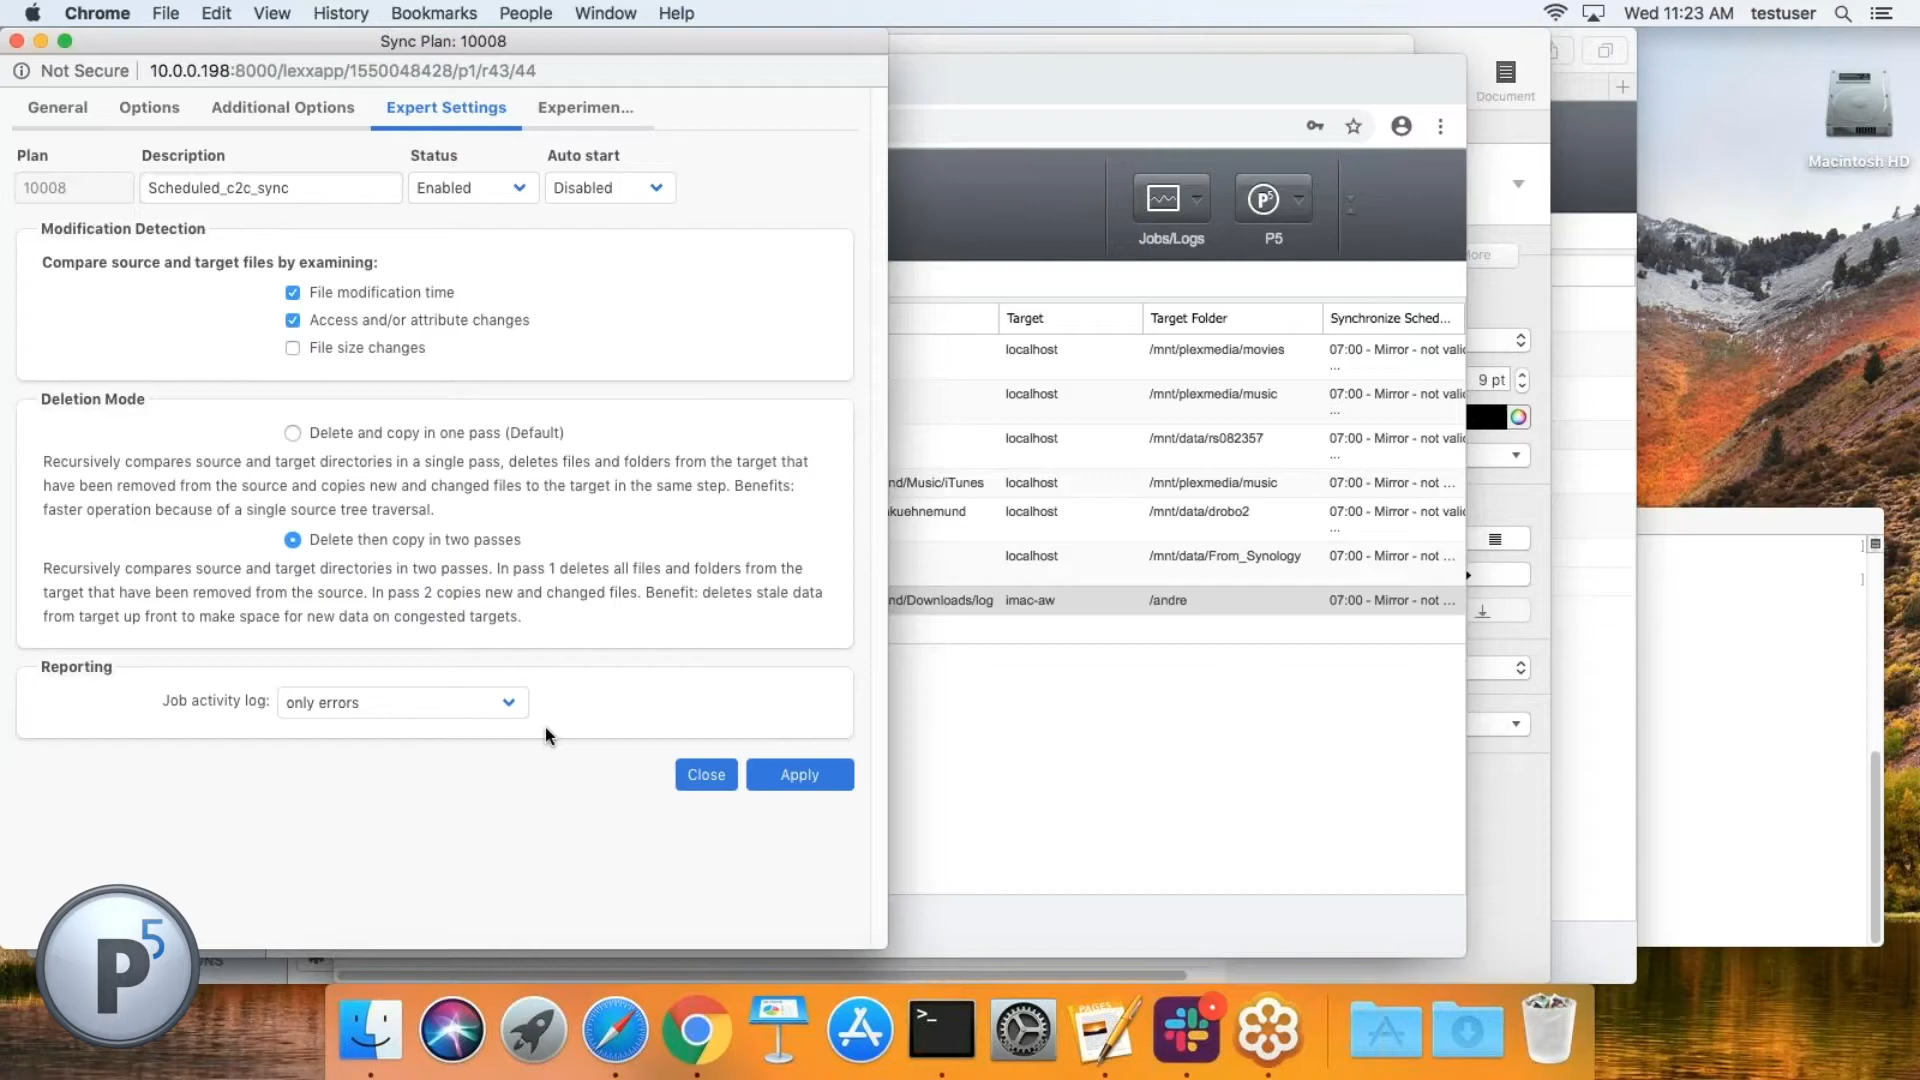 Chrome File Edit View History Bookmarks People Window Help
Wed 11:23 AM testuser
Sync Plan: 10008
Not Secure 10.0.0.198:8000/lexxapp/1550048428/p1/r43/44
General Options Additional Options Expert Settings Experimen...
Plan Description Status Auto start
10008 Scheduled_c2c_sync Enabled Disabled
Modification Detection
Compare source and target files by examining:
File modification time
Access and/or attribute changes
File size changes
Deletion Mode
Delete and copy in one pass (Default)
Recursively compares source and target directories in a single pass, deletes files and folders from the target that
have been removed from the source and copies new and changed files to the target in the same step. Benefits:
faster operation because of a single source tree traversal.
Delete then copy in two passes
Recursively compares source and target directories in two passes. In pass 1 deletes all files and folders from the
target that have been removed from the source. In pass 2 copies new and changed files. Benefit: deletes stale data
from target up front to make space for new data on congested targets.
Reporting
Job activity log: only errors
Close Apply
P5
Jobs/Logs P5
Target Target Folder Synchronize Sched...
localhost /mnt/plexmedia/movies 07:00 - Mirror - not valid
...
localhost /mnt/plexmedia/music 07:00 - Mirror - not valid
...
localhost /mnt/data/rs082357 07:00 - Mirror - not valid
...
nd/Music/iTunes localhost /mnt/plexmedia/music 07:00 - Mirror - not ...
kuehnemund localhost /mnt/data/drobo2 07:00 - Mirror - not valid
...
localhost /mnt/data/From_Synology 07:00 - Mirror - not ...
nd/Downloads/log imac-aw /andre 07:00 - Mirror - not ...
Document
ore
9 pt
Macintosh HD
NS
PAGES
P5